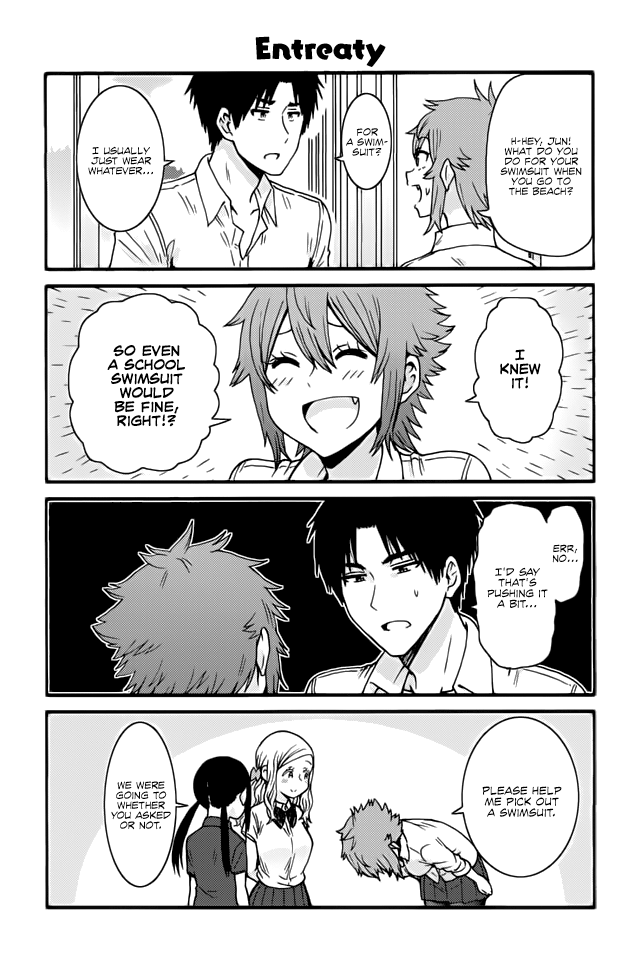 Entreaty
H-HEY, JUN!
WHAT DO YOU
DO FOR YOUR
SWIMSUIT WHEN
YOU GO TO
THE BEACH?
FOR
A SWIM-
SUIT?
I USUALLY
JUST WEAR
WHATEVER...
I
KNEW
IT!
SO EVEN
A SCHOOL
SWIMSUIT
WOULD
BE FINE,
RIGHT!?
ERR,
NO...
I'D SAY
THAT'S
PUSHING IT
A BIT...
PLEASE HELP
ME PICK OUT
A SWIMSUIT.
WE WERE
GOING TO
WHETHER
YOU ASKED
OR NOT.